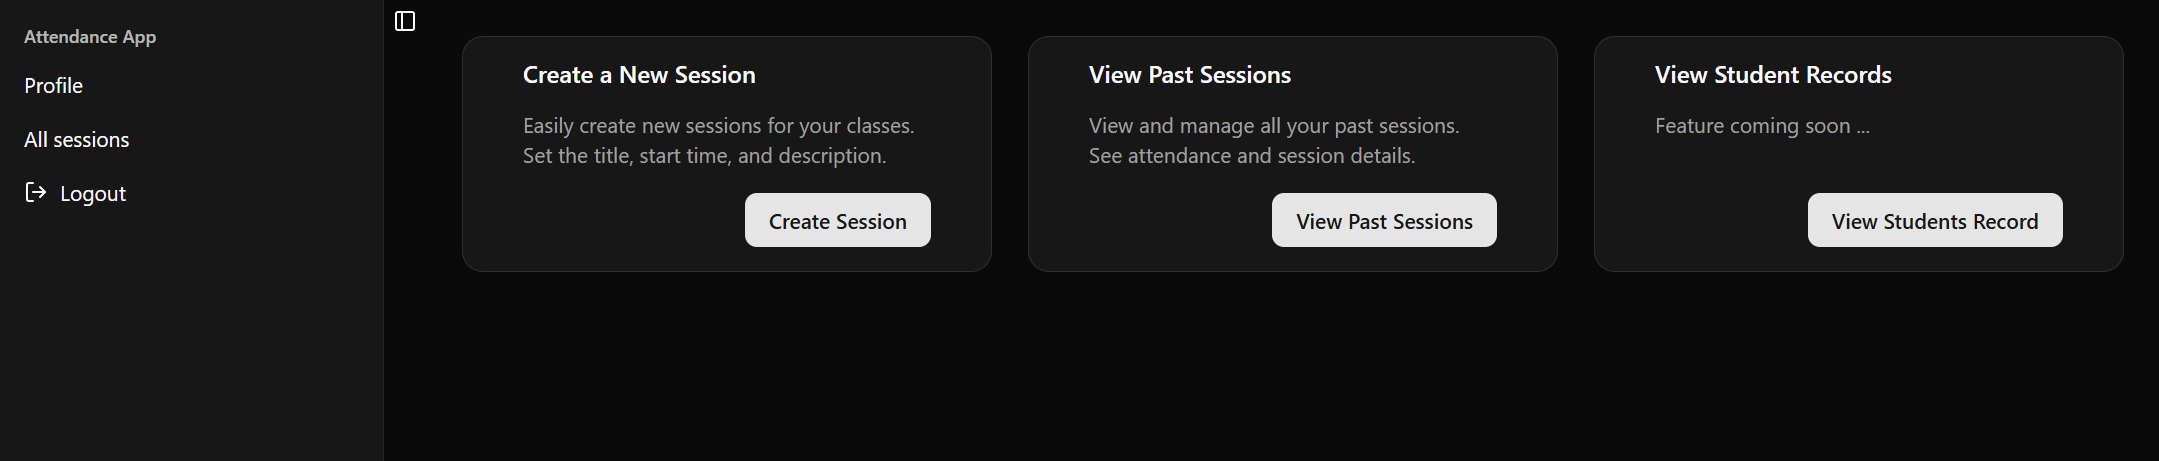 Attendance App
Profile
All sessions
Logout
Create a New Session
Easily create new sessions for your classes.
Set the title, start time, and description.
Create Session
View Past Sessions
View and manage all your past sessions.
See attendance and session details.
View Past Sessions
View Student Records
Feature coming soon ...
View Students Record